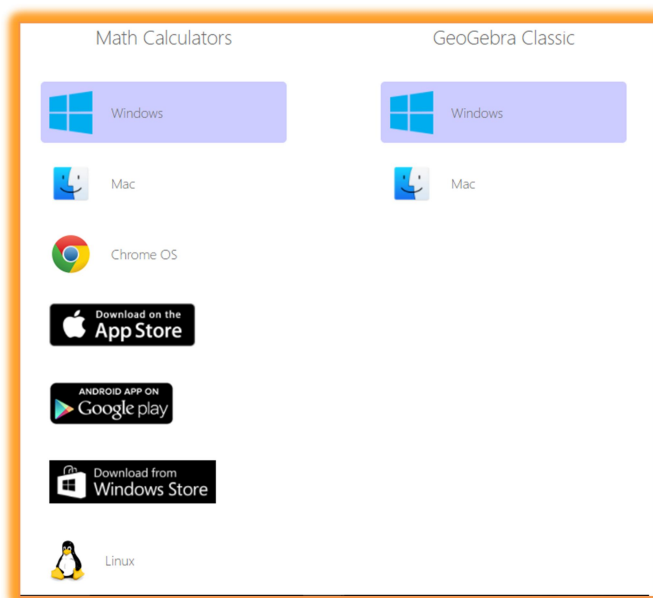 Math Calculators
Windows
Mac
Chrome OS
Download on the
App Store
ANDROID APP ON
Google play
Download from
Windows Store
Linux
GeoGebra Classic
Windows
Mac